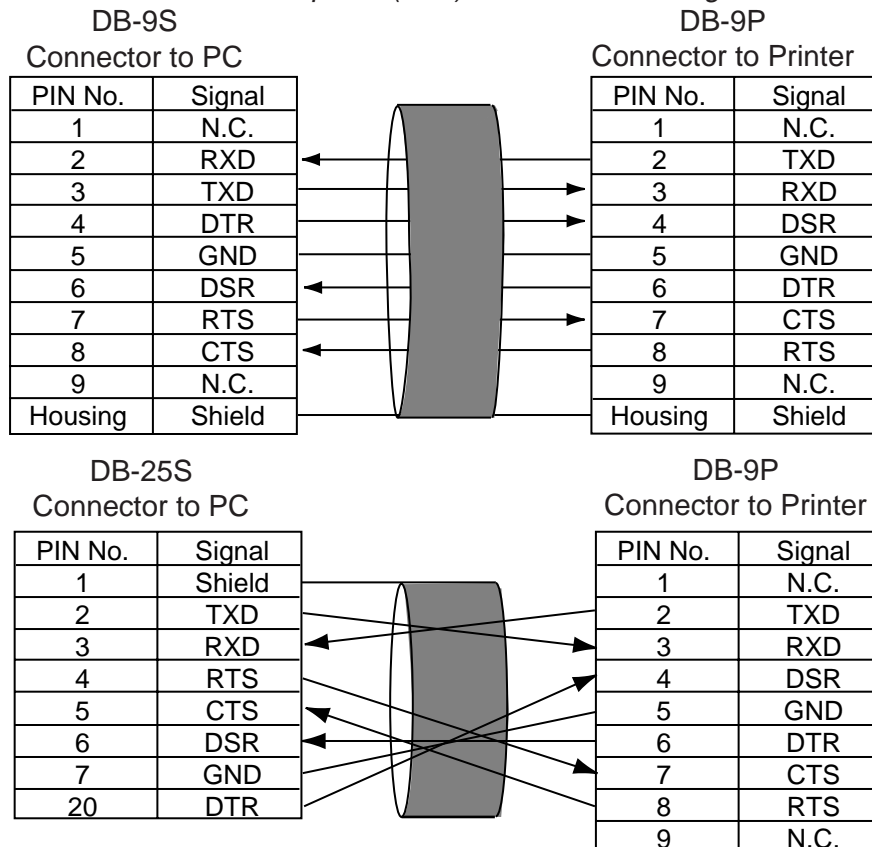 DB-9S DB-9P
Connector to PC Connector to Printer
PIN No. Signal PIN No. Signal
1 N.C. 1 N.C.
2 RXD 2 TXD
3 TXD 3 RXD
4 DTR 4 DSR
5 GND 5 GND
6 DSR 6 DTR
7 RTS 7 CTS
8 CTS 8 RTS
9 N.C. 9 N.C.
Housing Shield Housing Shield
DB-25S DB-9P
Connector to PC Connector to Printer
PIN No. Signal PIN No. Signal
1 Shield 1 N.C.
2 TXD 2 TXD
3 RXD 3 RXD
4 RTS 4 DSR
5 CTS 5 GND
6 DSR 6 DTR
7 GND 7 CTS
20 DTR 8 RTS
9 N.C.